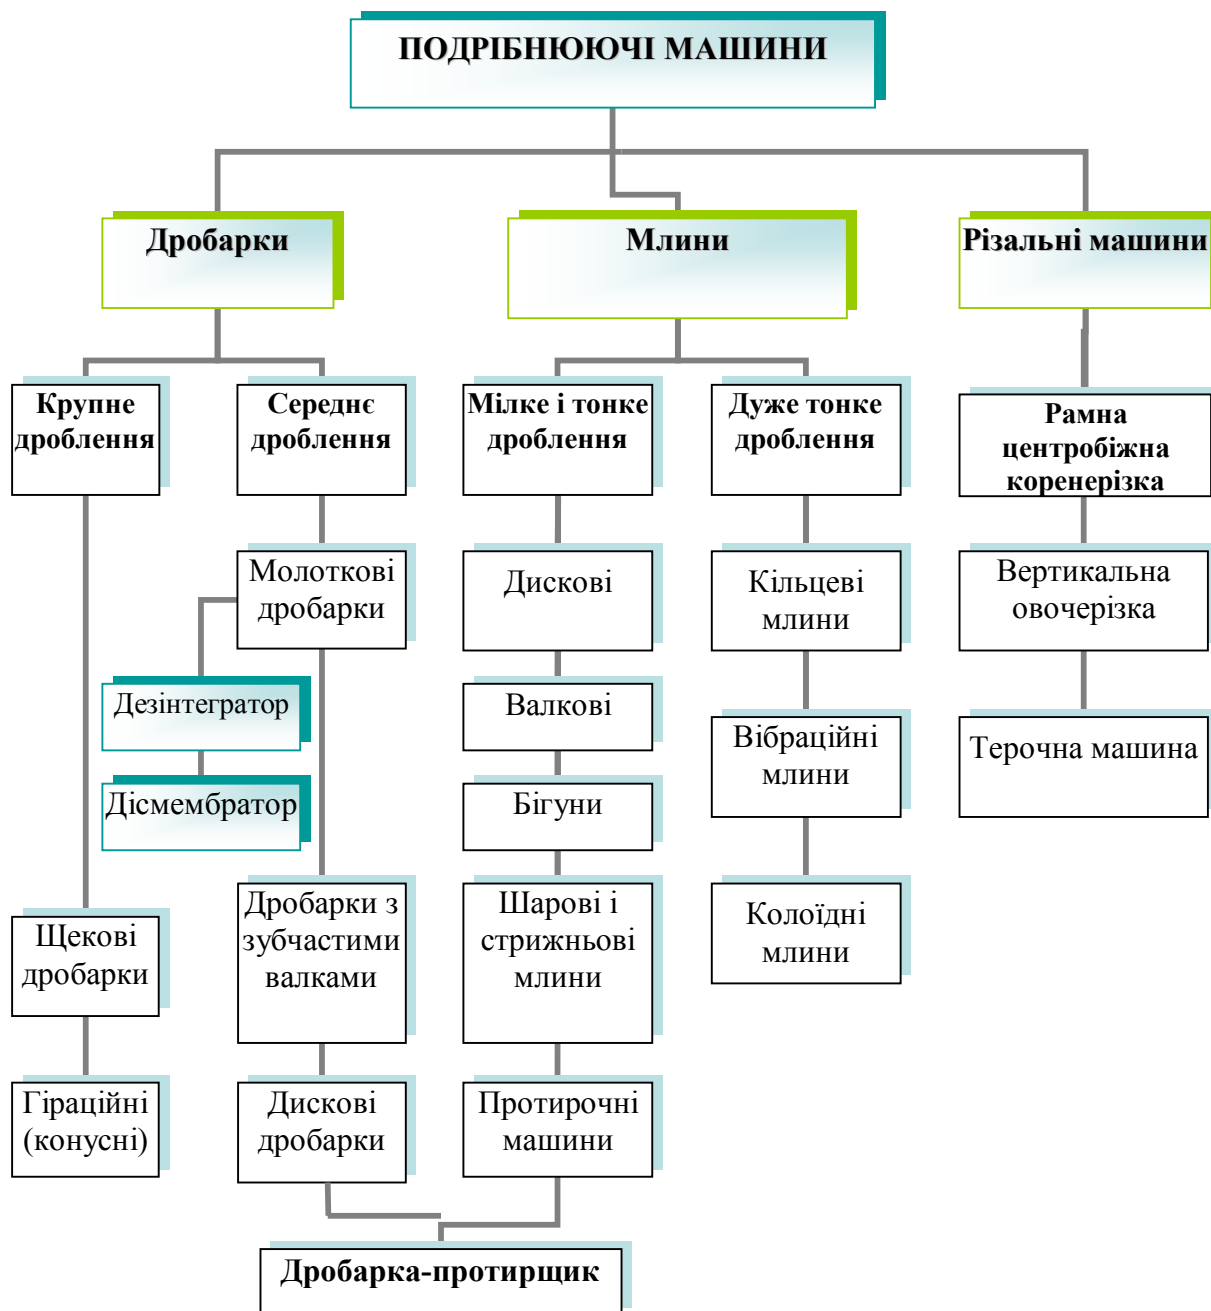 ПОДРІБНЮЮЧІ МАШИНИ
Дробарки
Млини
Різальні машини
Крупне
дроблення
Середнє
дроблення
Мілке і тонке
дроблення
Дуже тонке
дроблення
Рамна
центробіжна
коренерізка
Молоткові
дробарки
Дискові
Кільцеві
млини
Вертикальна
овочерізка
Дезінтегратор
Валкові
Вібраційні
млини
Терочна машина
Дісмембратор
Бігуни
Щекові
дробарки
Дробарки з
зубчастими
валками
Шарові і
стрижньові
млини
Колоїдні
млини
Гіраційні
(конусні)
Дискові
дробарки
Протирочні
машини
Дробарка-протирщик